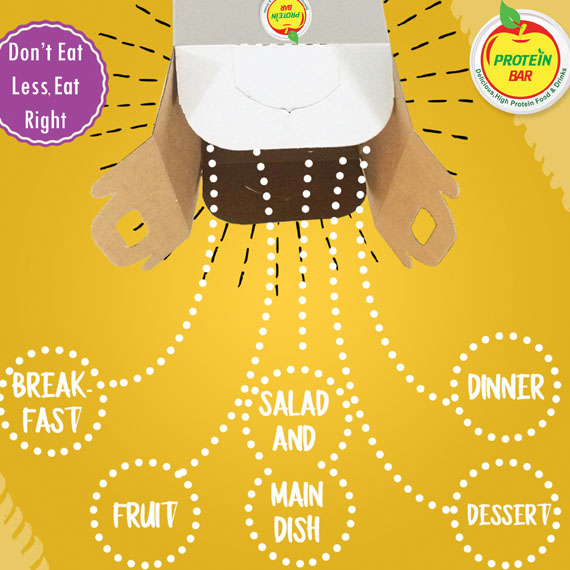 PROTEIN
BAR
Don't Eat
Less, Eat
Right
PROTEIN
BAR
Delicious,High Protein Food & Drinks
BREAK-
FAST
SALAD
AND
DINNER
FRUIT
MAIN
DISH
DESSERT